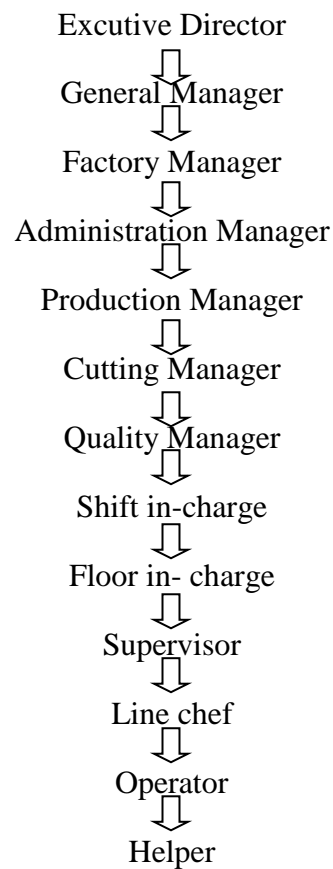 Excutive Director
General Manager
Factory Manager
Administration Manager
Production Manager
Cutting Manager
Quality Manager
Shift in-charge
Floor in- charge
Supervisor
Line chef
Operator
Helper